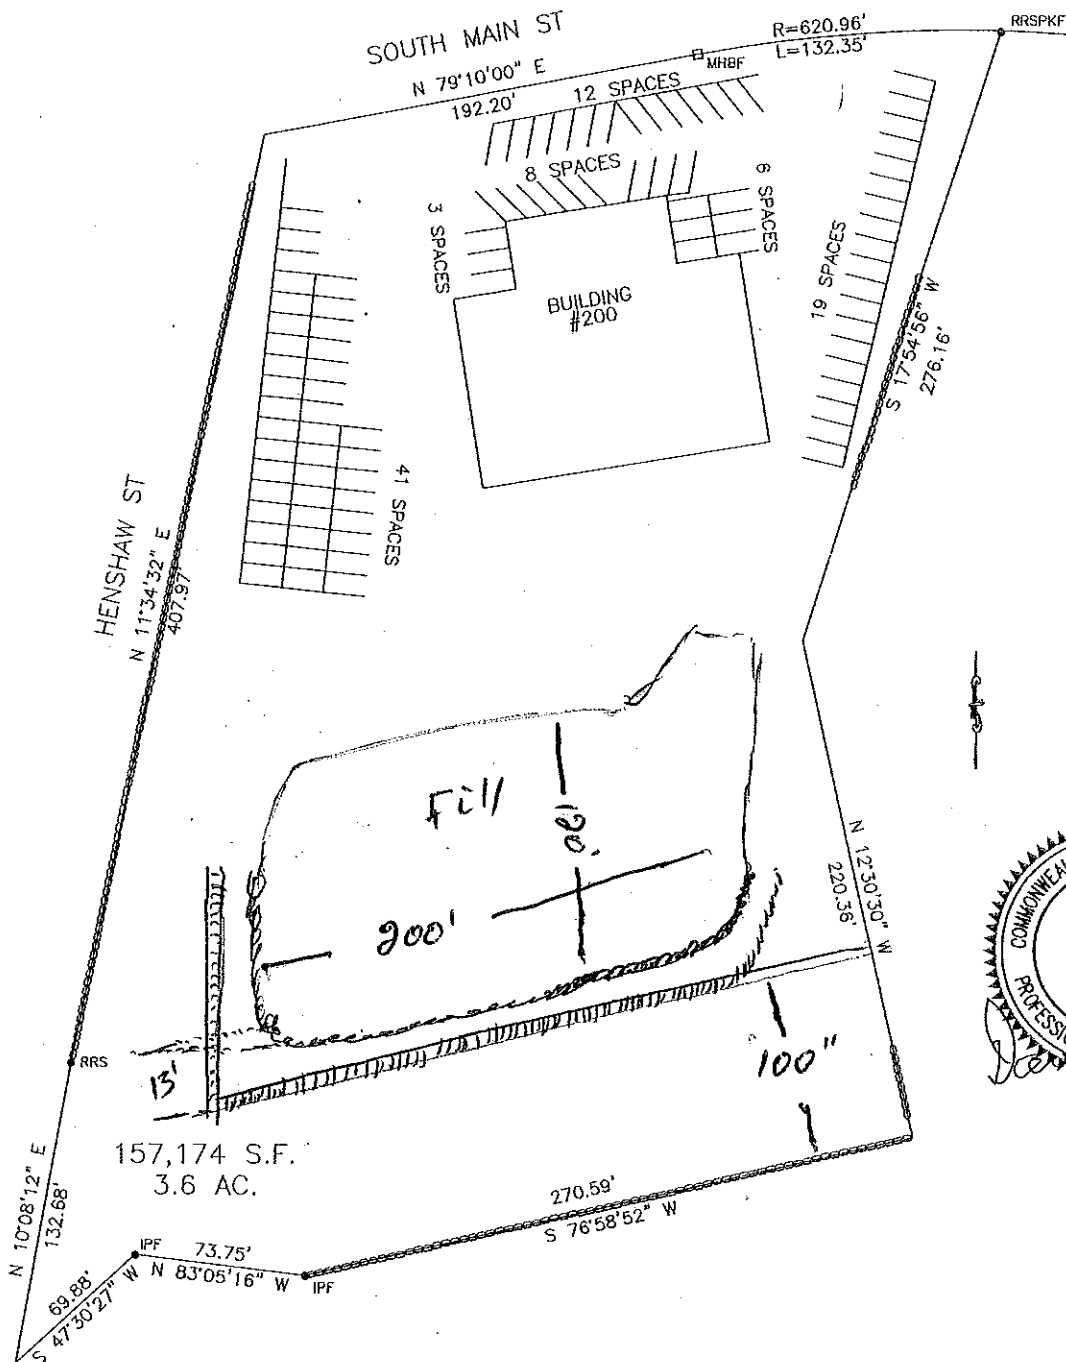 SOUTH MAIN ST
N 79°10'00" E
192.20'
R=620.96'
L=132.35'
RRSPKF
MHBF
12 SPACES
8 SPACES
6 SPACES
3 SPACES
19 SPACES
BUILDING
#200
S 17°54'56" W
276.16'
41 SPACES
HENSHAW ST
N 11°34'32" E
407.97'
Fill
120'
200'
N 12°30'30" W
220.36'
COMMONWEAL
PROFESSI
RRS
13'
100"
157,174 S.F.
3.6 AC.
N 10°08'12" E
132.68'
270.59'
S 76°58'52" W
IPF
73.75'
N 83°05'16" W
IPF
69.88'
S 47°30'27" W